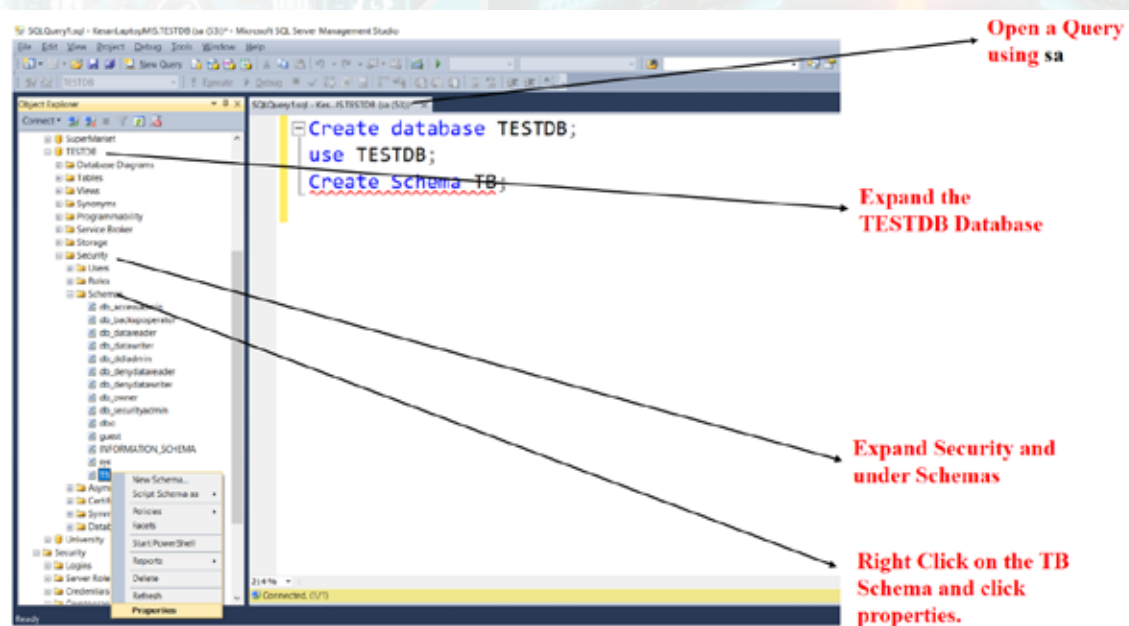 SQLQuery1.sql - KesanLaptopMIS.TESTDB (sa (53))* - Microsoft SQL Server Management Studio
File Edit View Project Debug Tools Window Help
New Query
TESTDB Execute Debug
Object Explorer
SQLQuery1.sql - Kes...IS.TESTDB (sa (53))*
Connect
SuperMarket
TESTDB
Database Diagrams
Tables
Views
Synonyms
Programmability
Service Broker
Storage
Security
Users
Roles
Schemas
db_accessadmin
db_backupoperator
db_datareader
db_datawriter
db_ddladmin
db_denydatareader
db_denydatawriter
db_owner
db_securityadmin
dbo
guest
INFORMATION_SCHEMA
sys
TB
New Schema...
Script Schema as
Policies
Facets
Start PowerShell
Reports
Delete
Refresh
Properties
University
Security
Logins
Server Role
Credentials
Ready
Create database TESTDB;
use TESTDB;
Create Schema TB;
214 %
Connected. (1/1)
Open a Query
using sa
Expand the
TESTDB Database
Expand Security and
under Schemas
Right Click on the TB
Schema and click
properties.